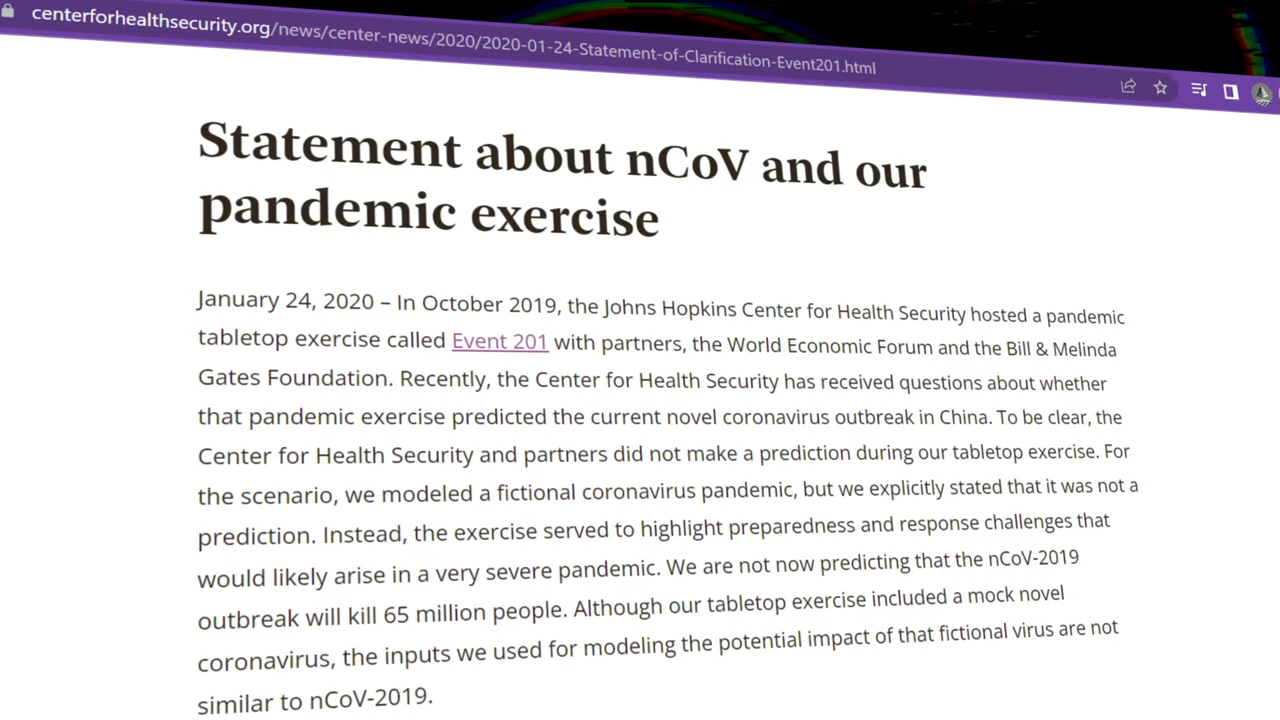 centerforhealthsecurity.org/news/center-news/2020/2020-01-24-Statement-of-Clarification-Event201.html
Statement about nCoV and our
pandemic exercise
January 24, 2020 – In October 2019, the Johns Hopkins Center for Health Security hosted a pandemic
tabletop exercise called Event 201 with partners, the World Economic Forum and the Bill & Melinda
Gates Foundation. Recently, the Center for Health Security has received questions about whether
that pandemic exercise predicted the current novel coronavirus outbreak in China. To be clear, the
Center for Health Security and partners did not make a prediction during our tabletop exercise. For
the scenario, we modeled a fictional coronavirus pandemic, but we explicitly stated that it was not a
prediction. Instead, the exercise served to highlight preparedness and response challenges that
would likely arise in a very severe pandemic. We are not now predicting that the nCoV-2019
outbreak will kill 65 million people. Although our tabletop exercise included a mock novel
coronavirus, the inputs we used for modeling the potential impact of that fictional virus are not
similar to nCoV-2019.